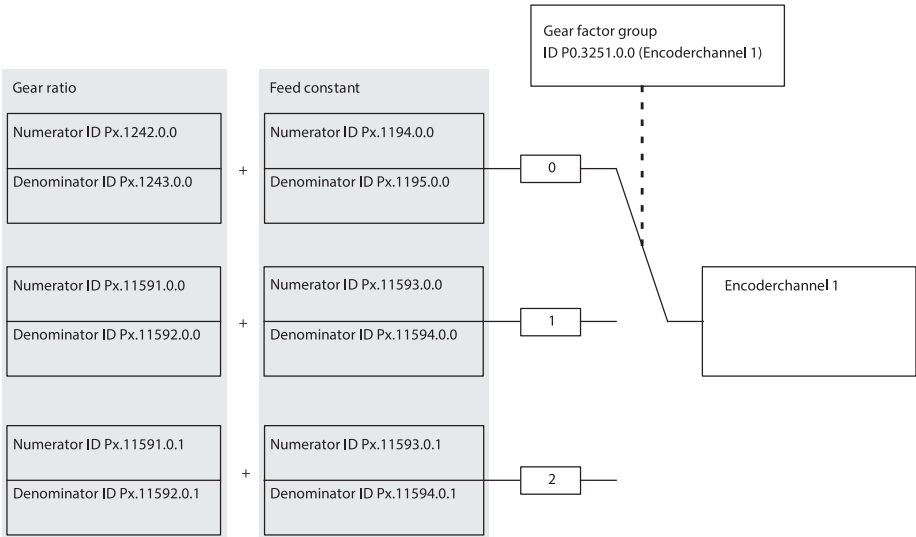 Gear factor group
ID P0.3251.0.0 (Encoderchannel 1)
Gear ratio
Feed constant
Numerator ID Px.1242.0.0
Denominator ID Px.1243.0.0
+
Numerator ID Px.1194.0.0
Denominator ID Px.1195.0.0
0
Numerator ID Px.11591.0.0
Denominator ID Px.11592.0.0
+
Numerator ID Px.11593.0.0
Denominator ID Px.11594.0.0
1
Encoderchannel 1
Numerator ID Px.11591.0.1
Denominator ID Px.11592.0.1
+
Numerator ID Px.11593.0.1
Denominator ID Px.11594.0.1
2